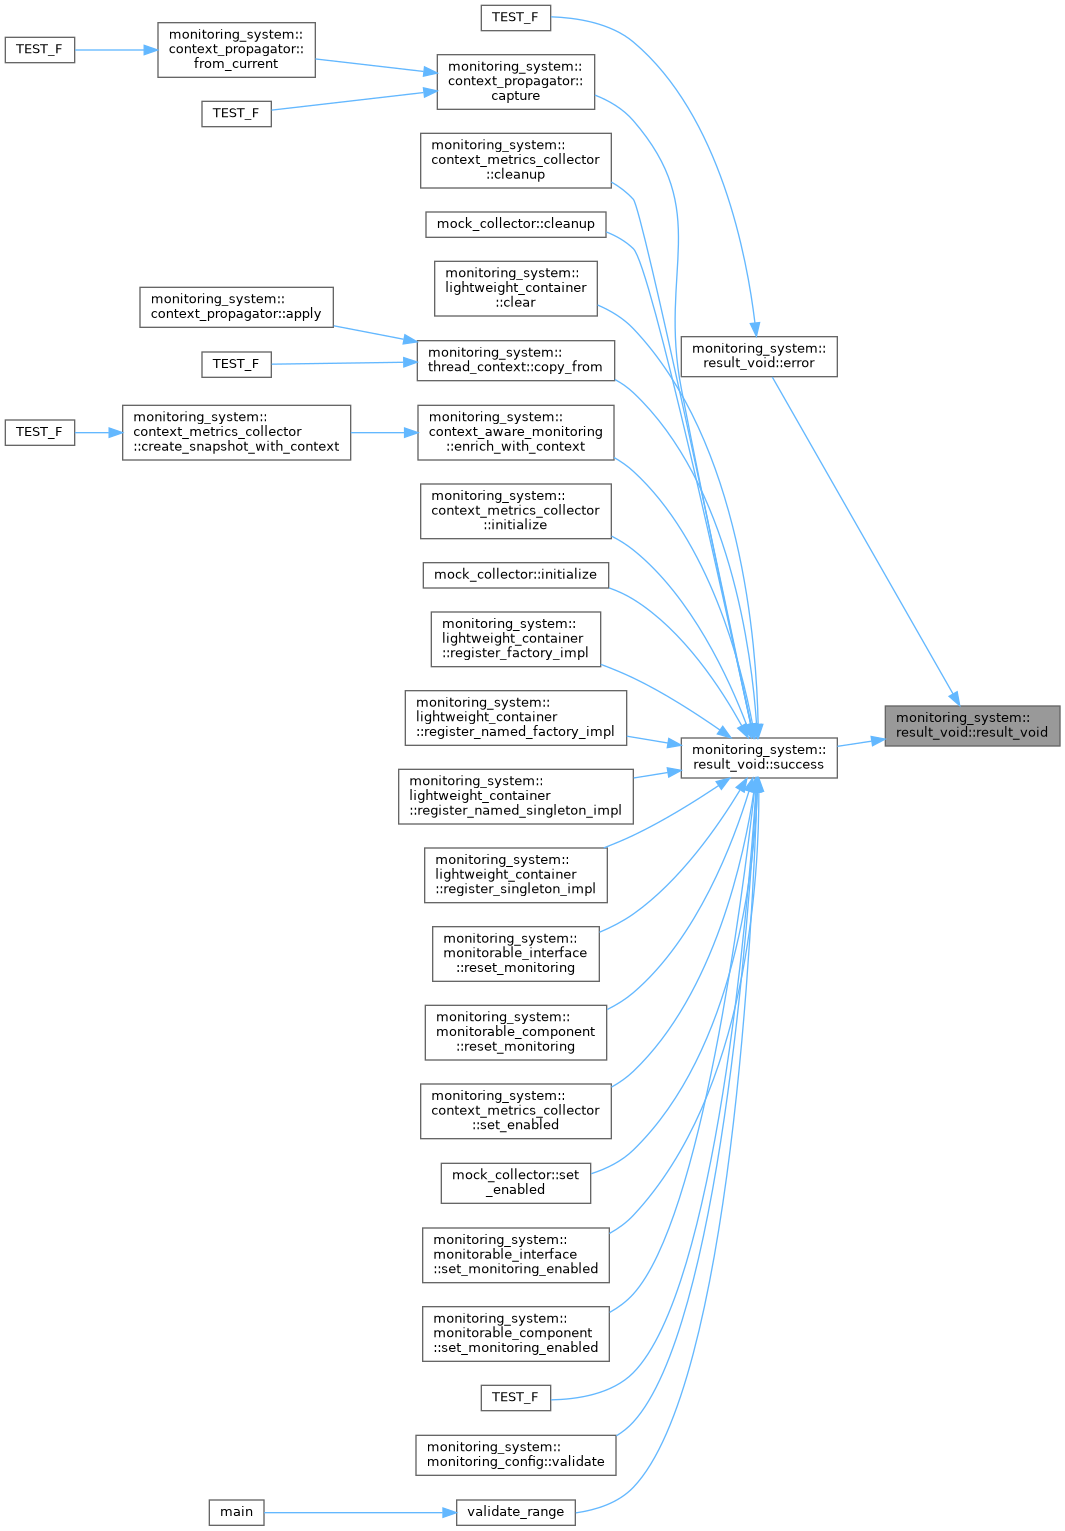 TEST_F
monitoring_system::
context_propagator::
from_current
TEST_F
monitoring_system::
context_propagator::
capture
TEST_F
monitoring_system::
context_metrics_collector
::cleanup
mock_collector::cleanup
monitoring_system::
lightweight_container
::clear
monitoring_system::
context_propagator::apply
monitoring_system::
thread_context::copy_from
TEST_F
monitoring_system::
result_void::error
TEST_F
monitoring_system::
context_metrics_collector
::create_snapshot_with_context
monitoring_system::
context_aware_monitoring
::enrich_with_context
monitoring_system::
context_metrics_collector
::initialize
mock_collector::initialize
monitoring_system::
lightweight_container
::register_factory_impl
monitoring_system::
lightweight_container
::register_named_factory_impl
monitoring_system::
result_void::success
monitoring_system::
result_void::result_void
monitoring_system::
lightweight_container
::register_named_singleton_impl
monitoring_system::
lightweight_container
::register_singleton_impl
monitoring_system::
monitorable_interface
::reset_monitoring
monitoring_system::
monitorable_component
::reset_monitoring
monitoring_system::
context_metrics_collector
::set_enabled
mock_collector::set
_enabled
monitoring_system::
monitorable_interface
::set_monitoring_enabled
monitoring_system::
monitorable_component
::set_monitoring_enabled
TEST_F
monitoring_system::
monitoring_config::validate
main
validate_range